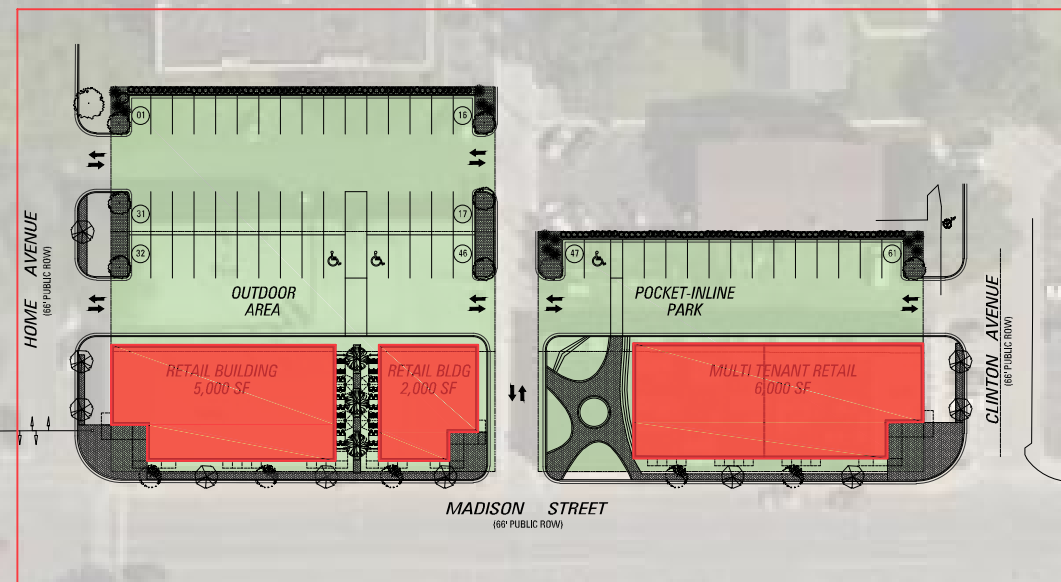 01
16
31
17
32
46
47
61
HOME AVENUE
(66' PUBLIC ROW)
OUTDOOR
AREA
POCKET-INLINE
PARK
CLINTON AVENUE
(66' PUBLIC ROW)
RETAIL BUILDING
5,000 SF
RETAIL BLDG
2,000 SF
MULTI TENANT RETAIL
6,000 SF
MADISON STREET
(66' PUBLIC ROW)